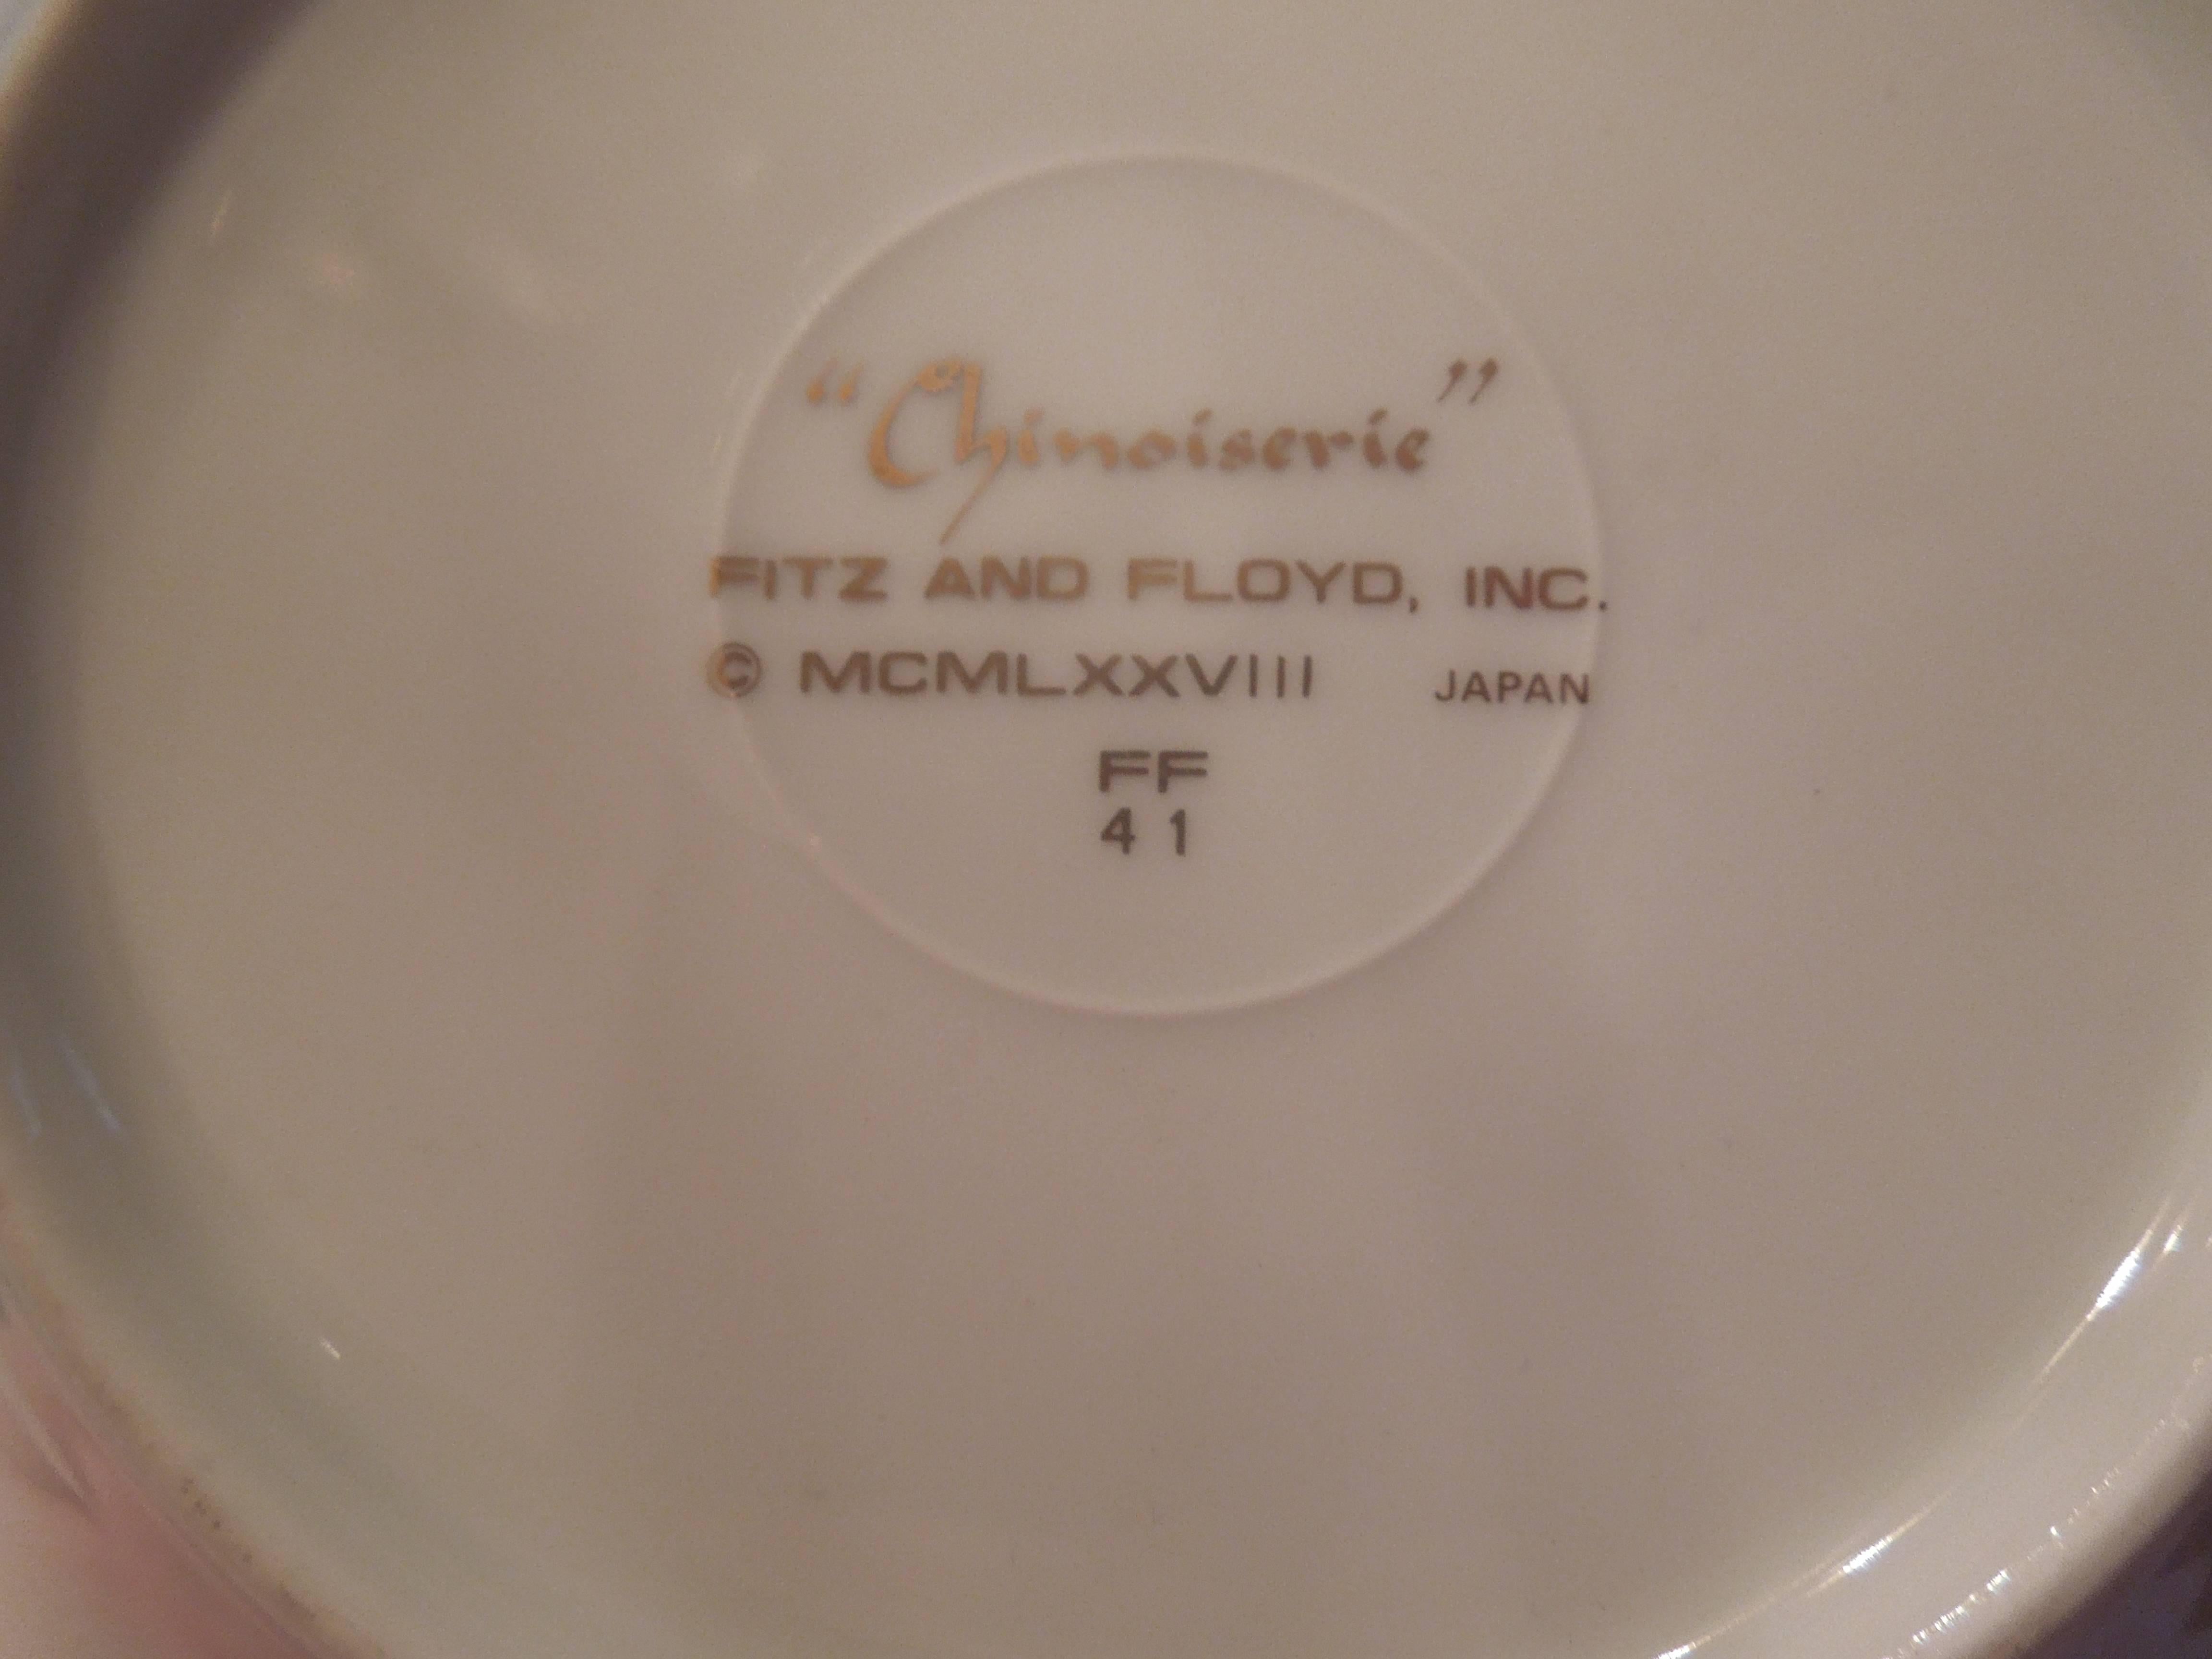 “Chinoiserie”
FITZ AND FLOYD, INC.
© MCMLXXVIII JAPAN
FF
41